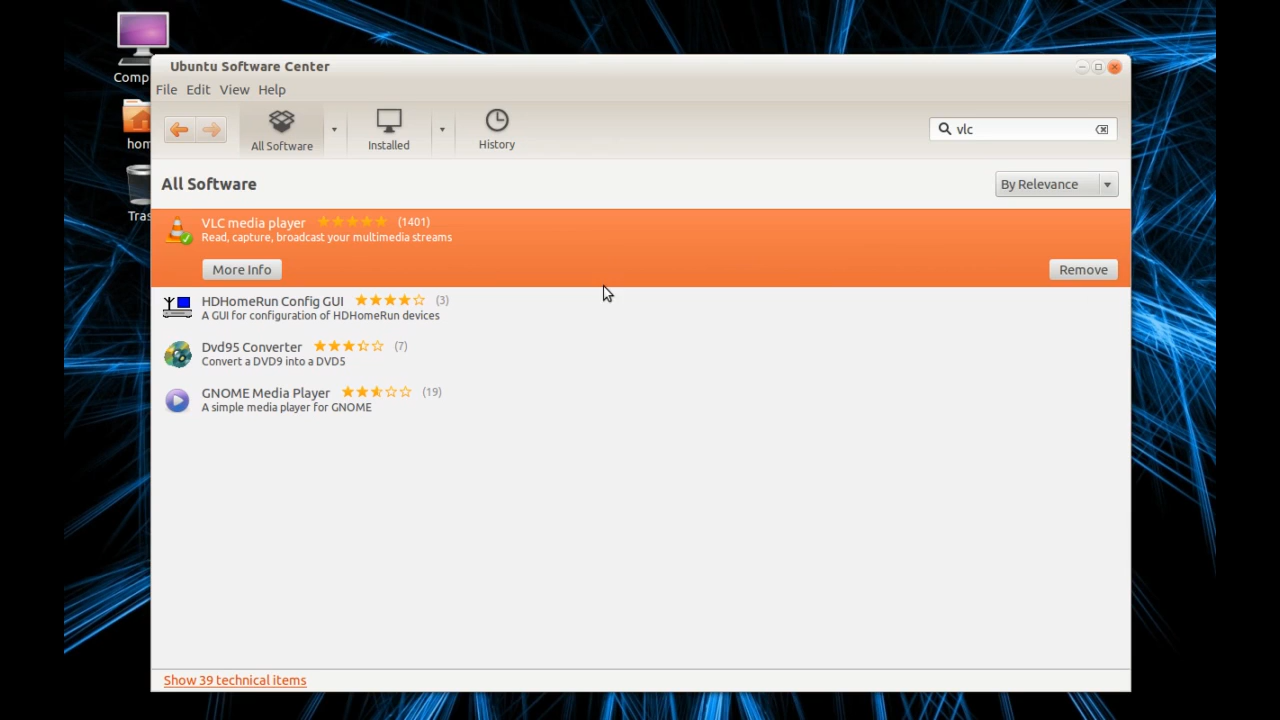 Ubuntu Software Center
File Edit View Help
All Software
Installed
History
vlc
All Software
By Relevance
VLC media player (1401)
Read, capture, broadcast your multimedia streams
More Info
Remove
HDHomeRun Config GUI (3)
A GUI for configuration of HDHomeRun devices
Dvd95 Converter (7)
Convert a DVD9 into a DVD5
GNOME Media Player (19)
A simple media player for GNOME
Show 39 technical items
Comp
hom
Tras